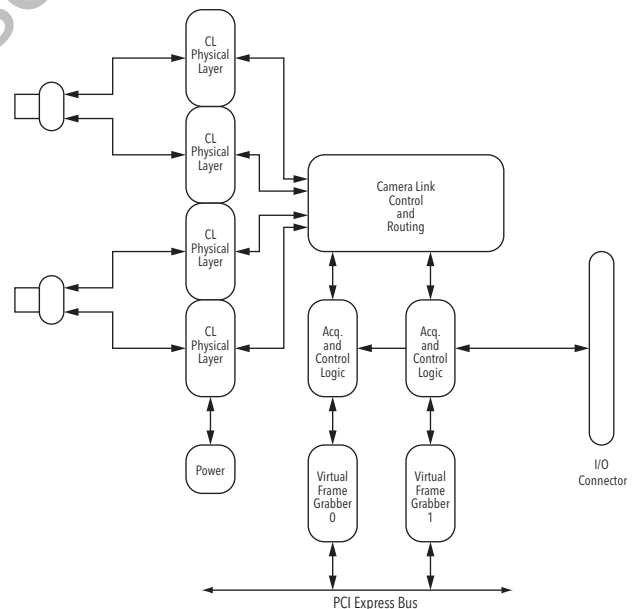 CL
Physical
Layer
CL
Physical
Layer
CL
Physical
Layer
CL
Physical
Layer
Camera Link
Control
and
Routing
Acq.
and
Control
Logic
Acq.
and
Control
Logic
I/O
Connector
Power
Virtual
Frame
Grabber
0
Virtual
Frame
Grabber
1
PCI Express Bus